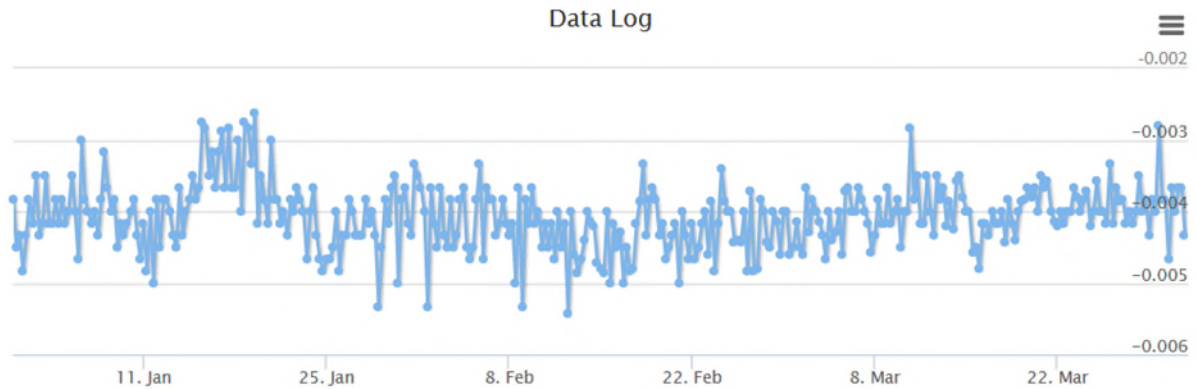 Data Log
-0.002
-0.003
-0.004
-0.005
-0.006
11. Jan 25. Jan 8. Feb 22. Feb 8. Mar 22. Mar